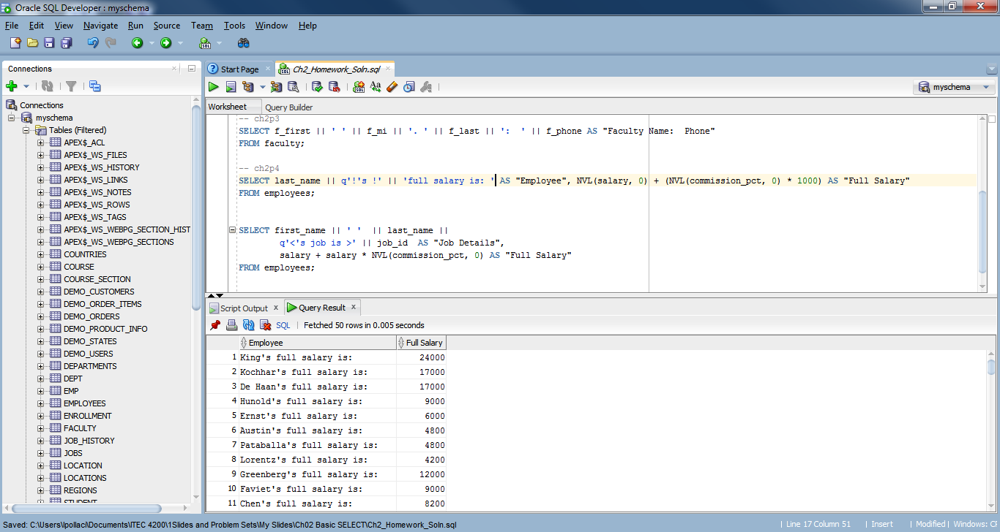 Oracle SQL Developer : myschema
File Edit View Navigate Run Source Team Tools Window Help
Connections
Connections
myschema
Tables (Filtered)
APEX$_ACL
APEX$_WS_FILES
APEX$_WS_HISTORY
APEX$_WS_LINKS
APEX$_WS_NOTES
APEX$_WS_ROWS
APEX$_WS_TAGS
APEX$_WS_WEBPG_SECTION_HIST
APEX$_WS_WEBPG_SECTIONS
COUNTRIES
COURSE
COURSE_SECTION
DEMO_CUSTOMERS
DEMO_ORDER_ITEMS
DEMO_ORDERS
DEMO_PRODUCT_INFO
DEMO_STATES
DEMO_USERS
DEPARTMENTS
DEPT
EMP
EMPLOYEES
ENROLLMENT
FACULTY
JOB_HISTORY
JOBS
LOCATION
LOCATIONS
REGIONS
STUDENT
Start Page Ch2_Homework_Soln.sql
myschema
Worksheet Query Builder
-- ch2p3
SELECT f_first || ' ' || f_mi || '. ' || f_last || ':  ' || f_phone AS "Faculty Name:  Phone"
FROM faculty;
-- ch2p4
SELECT last_name || q'!'s !' || 'full salary is: ' AS "Employee", NVL(salary, 0) + (NVL(commission_pct, 0) * 1000) AS "Full Salary"
FROM employees;
SELECT first_name || ' '  || last_name ||
q'<'s job is >' || job_id  AS "Job Details",
salary + salary * NVL(commission_pct, 0) AS "Full Salary"
FROM employees;
Script Output Query Result
SQL Fetched 50 rows in 0.005 seconds
Employee Full Salary
1 King's full salary is: 24000
2 Kochhar's full salary is: 17000
3 De Haan's full salary is: 17000
4 Hunold's full salary is: 9000
5 Ernst's full salary is: 6000
6 Austin's full salary is: 4800
7 Pataballa's full salary is: 4800
8 Lorentz's full salary is: 4200
9 Greenberg's full salary is: 12000
10 Faviet's full salary is: 9000
11 Chen's full salary is: 8200
Saved: C:\Users\lpollaci\Documents\ITEC 4200\1Slides and Problem Sets\My Slides\Ch02 Basic SELECT\Ch2_Homework_Soln.sql
Line 17 Column 51 Insert Modified Windows: